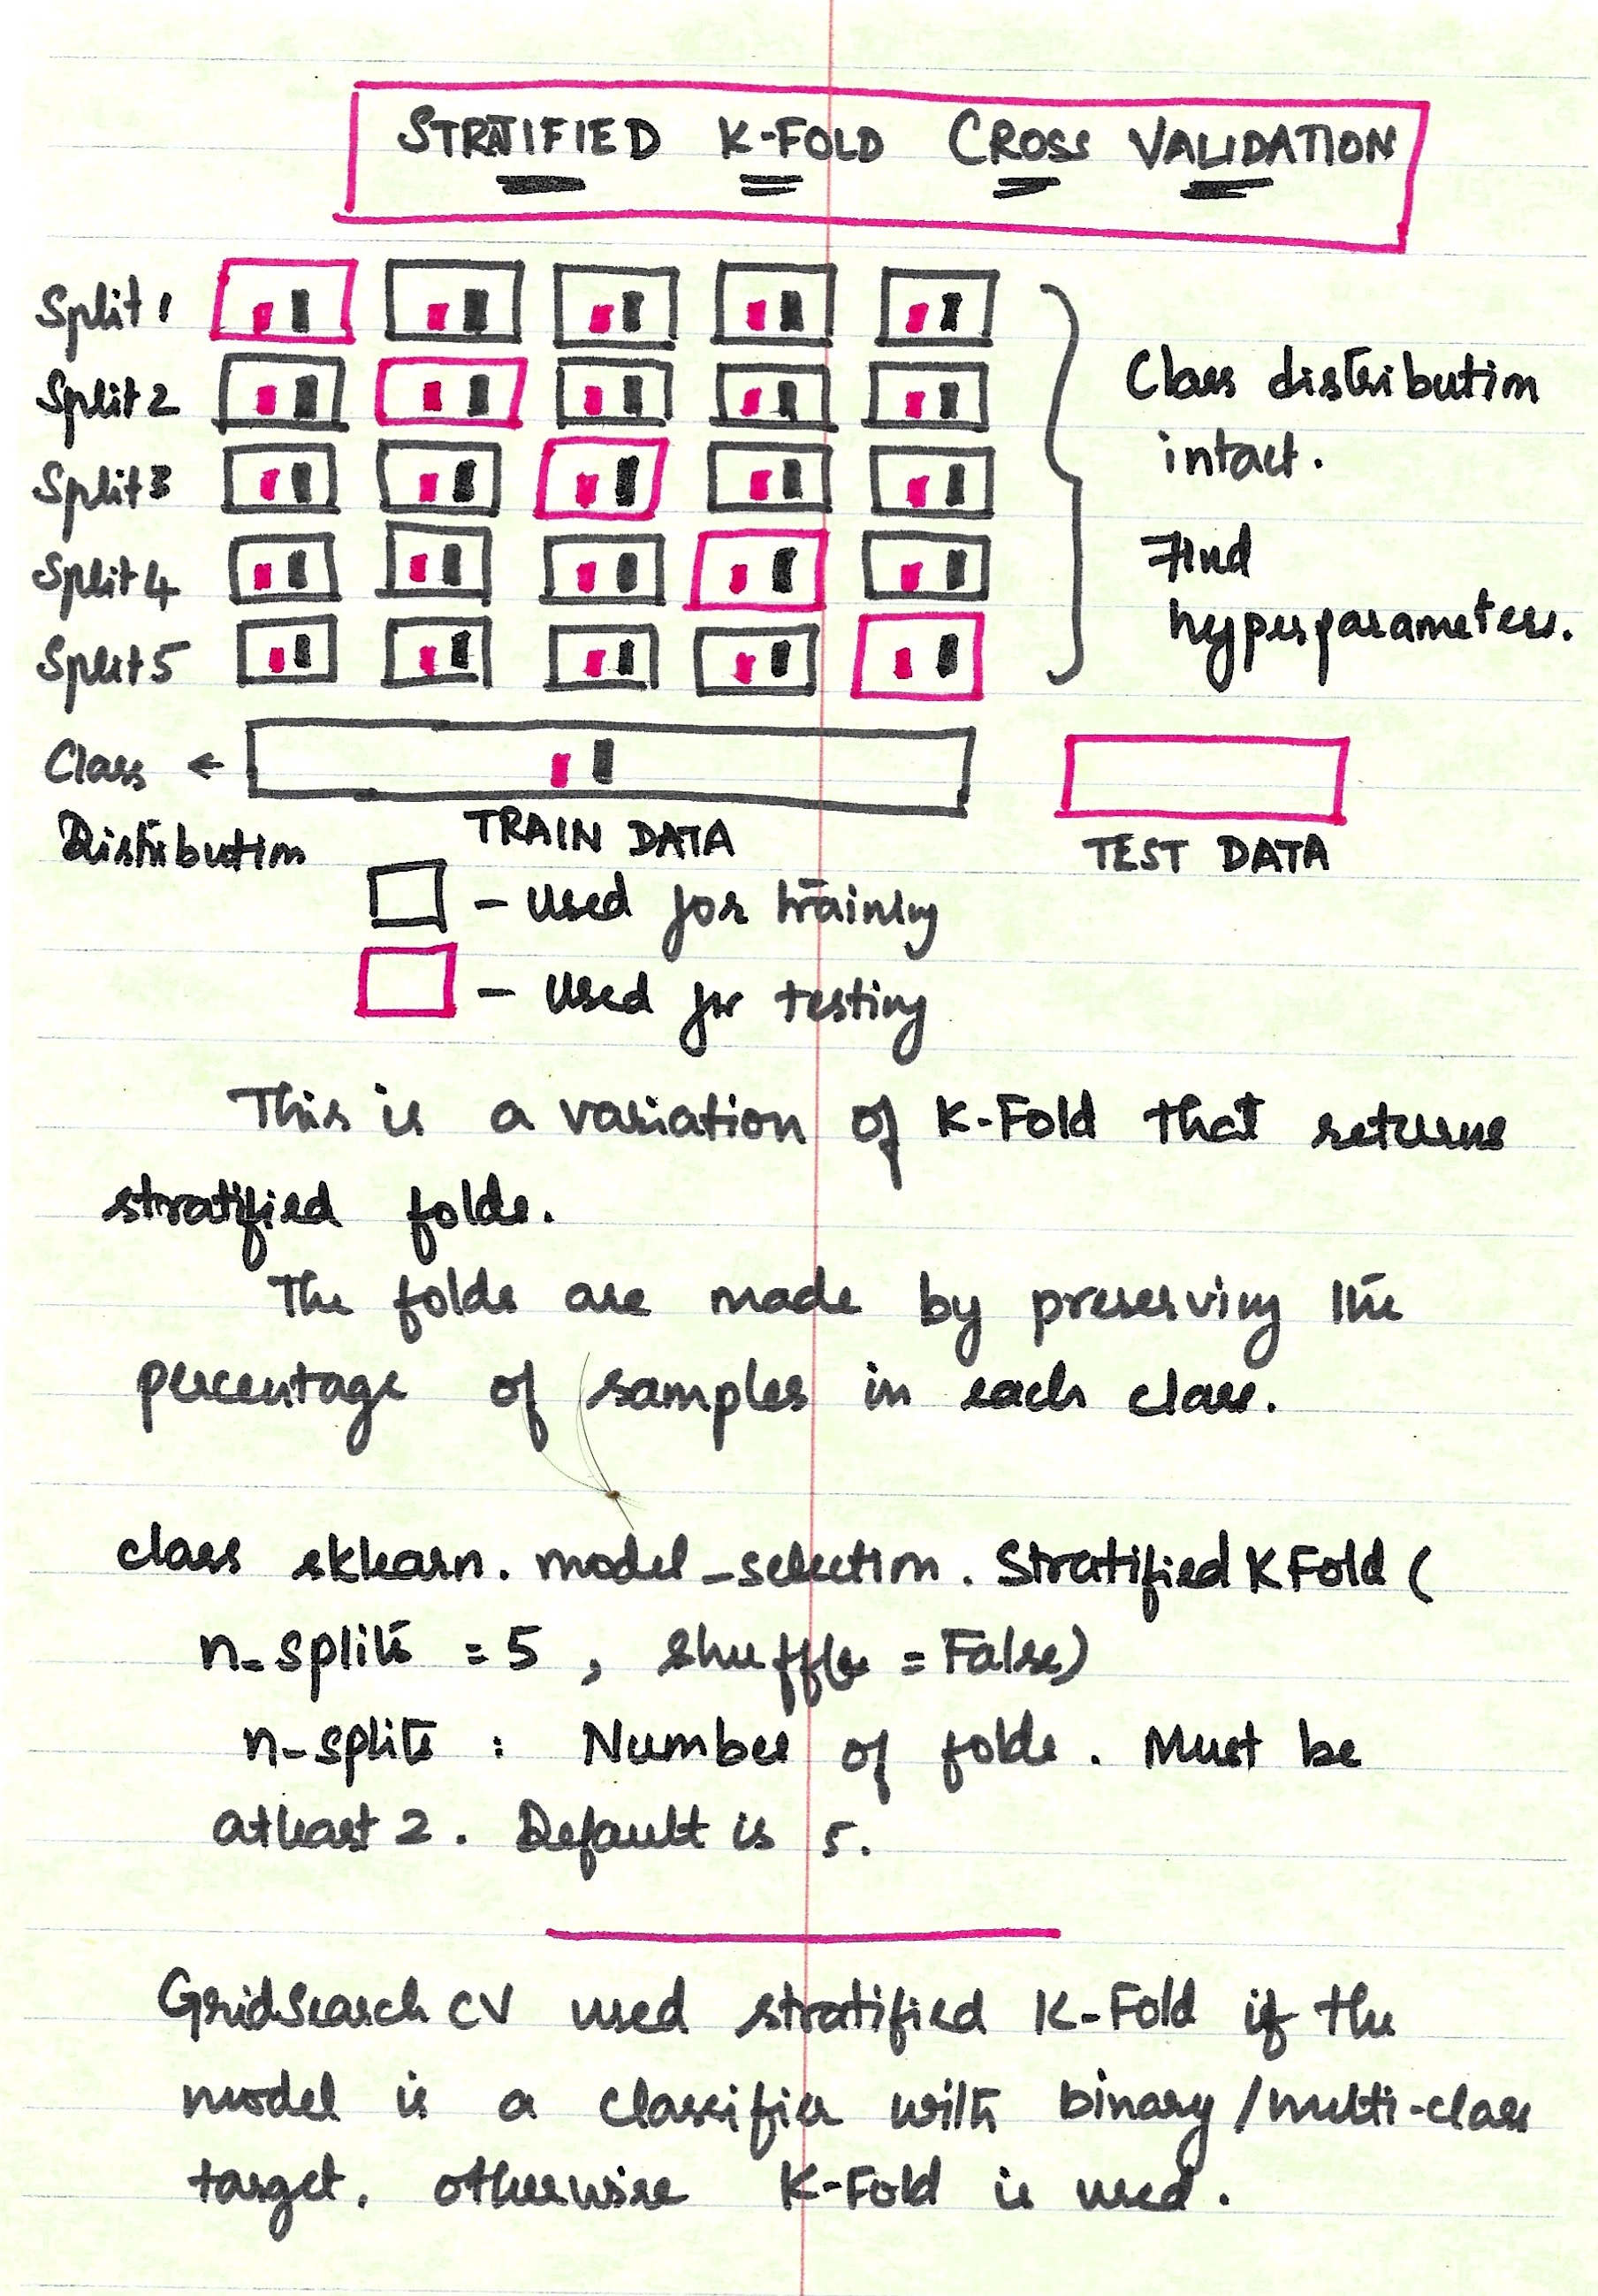 STRATIFIED K-FOLD CROSS VALIDATION
Split 1
Split 2
Split 3
Split 4
Split 5
Class distribution
intact.
Find
hyperparameters.
Class ←
Distribution
TRAIN DATA
TEST DATA
- Used for training
- Used for testing
This is a variation of K-Fold that returns
stratified folds.
The folds are made by preserving the
percentage of samples in each class.
class sklearn. model_selection. StratifiedKFold (
n_splits = 5 , shuffle = False)
n_splits : Number of folds. Must be
atleast 2. Default is 5.
GridSearchCV used stratified K-Fold if the
model is a classifier with binary / multi-class
target. otherwise K-Fold is used.